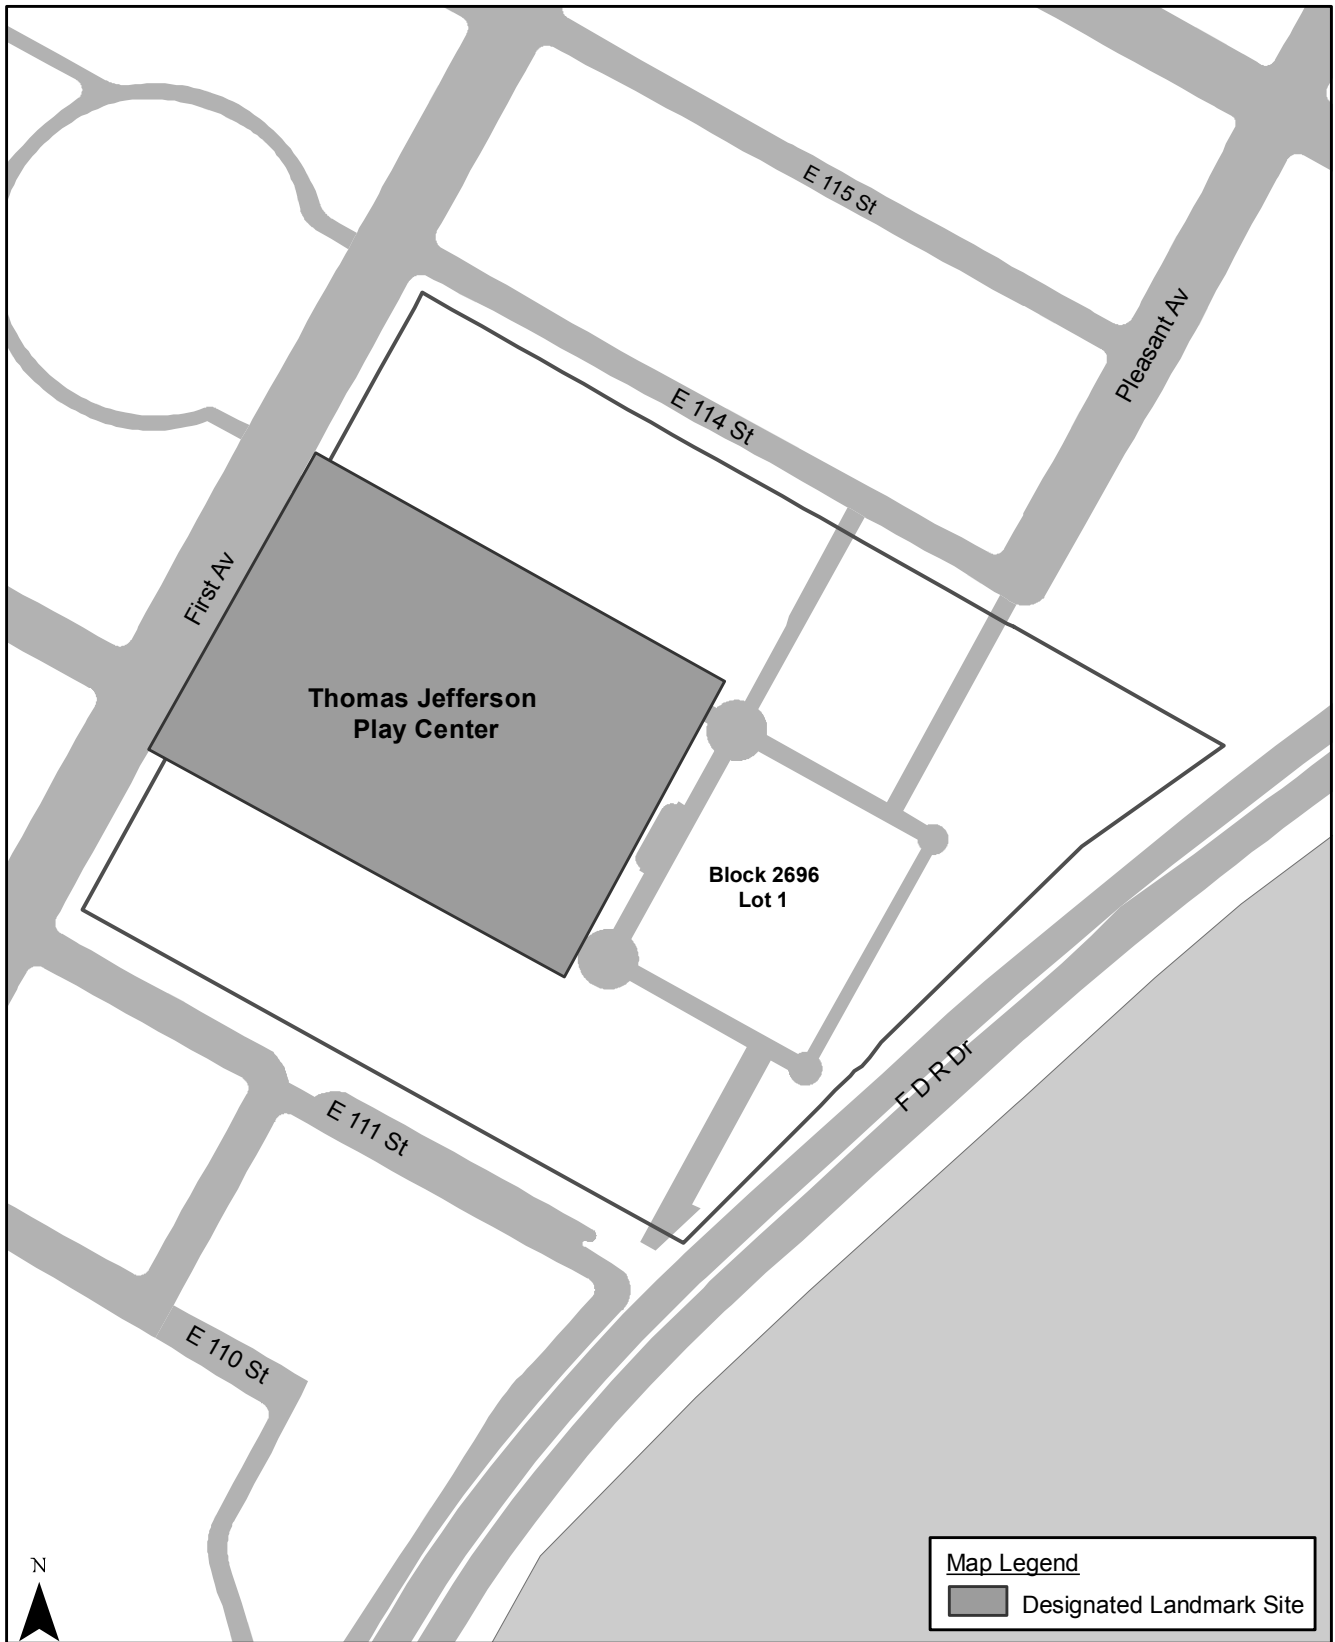 E 115 St
Pleasant Av
E 114 St
First Av
Thomas Jefferson
Play Center
Block 2696
Lot 1
F D R Dr
E 111 St
E 110 St
N
Map Legend
Designated Landmark Site